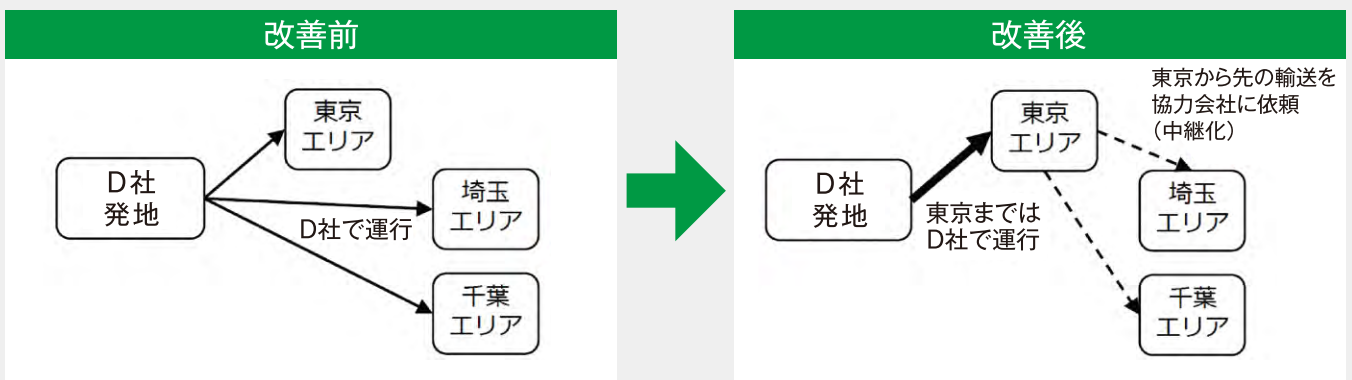 改善前
東京
エリア
D社
発地
埼玉
エリア
D社で運行
千葉
エリア
改善後
東京から先の輸送を
協力会社に依頼
（中継化）
東京
エリア
D社
発地
東京までは
D社で運行
埼玉
エリア
千葉
エリア